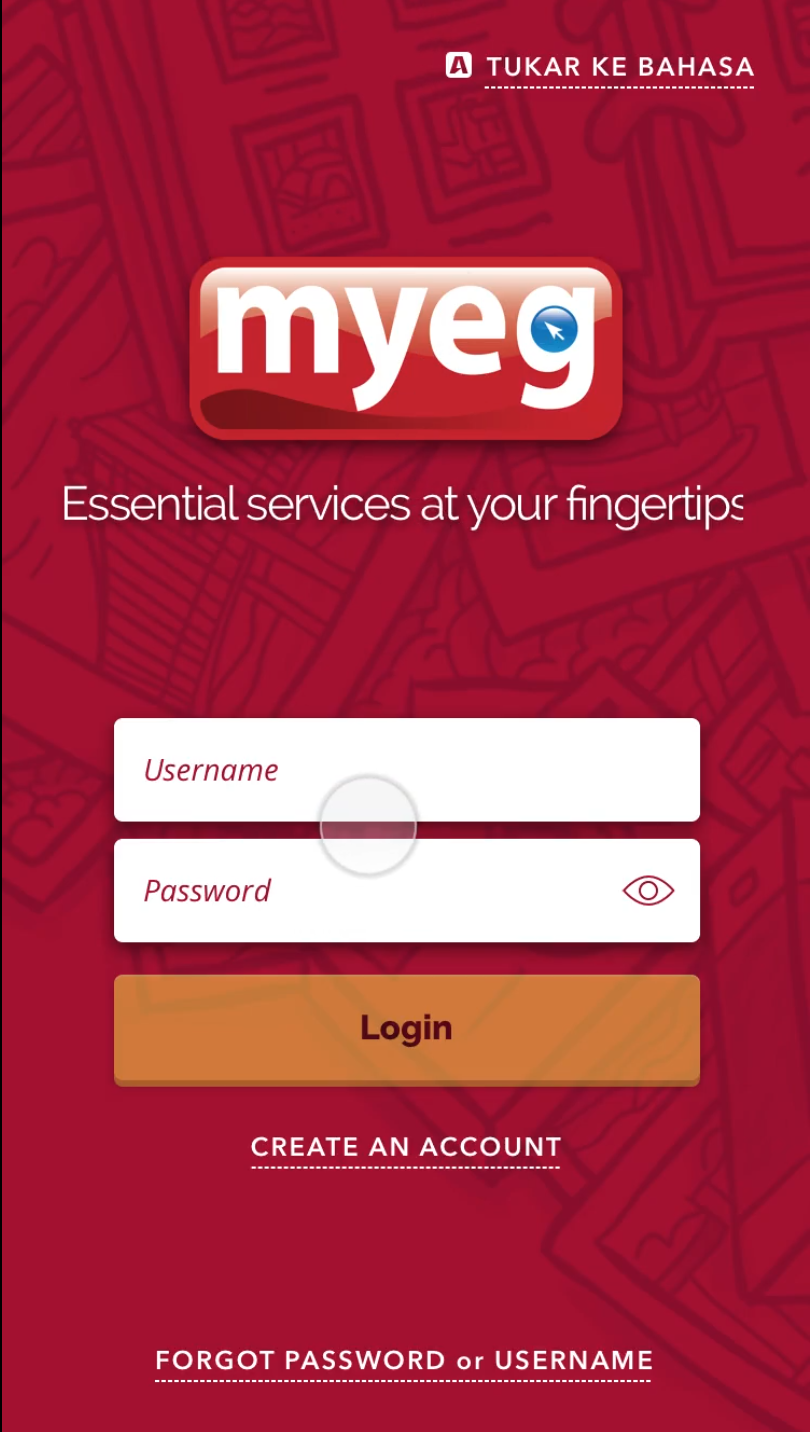 A TUKAR KE BAHASA
myeg
Essential services at your fingertips
Username
Password
Login
CREATE AN ACCOUNT
FORGOT PASSWORD or USERNAME